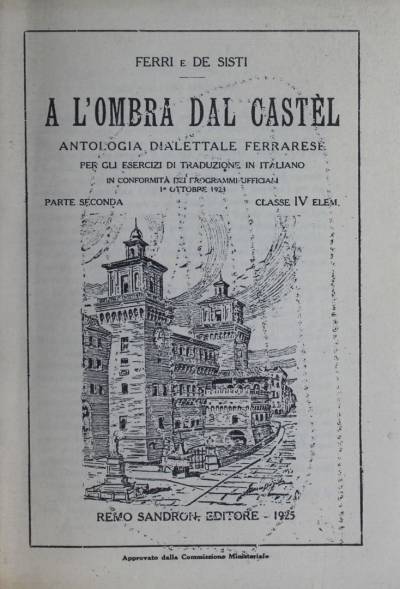 FERRI E DE SISTI
A L'OMBRA DAL CASTÈL
ANTOLOGIA DIALETTALE FERRARESE
PER GLI ESERCIZI DI TRADUZIONE IN ITALIANO
IN CONFORMITÀ DEI PROGRAMMI UFFICIALI
1° OTTOBRE 1923
PARTE SECONDA CLASSE IV ELEM.
REMO SANDRON, EDITORE - 1925
Approvato dalla Commissione Ministeriale